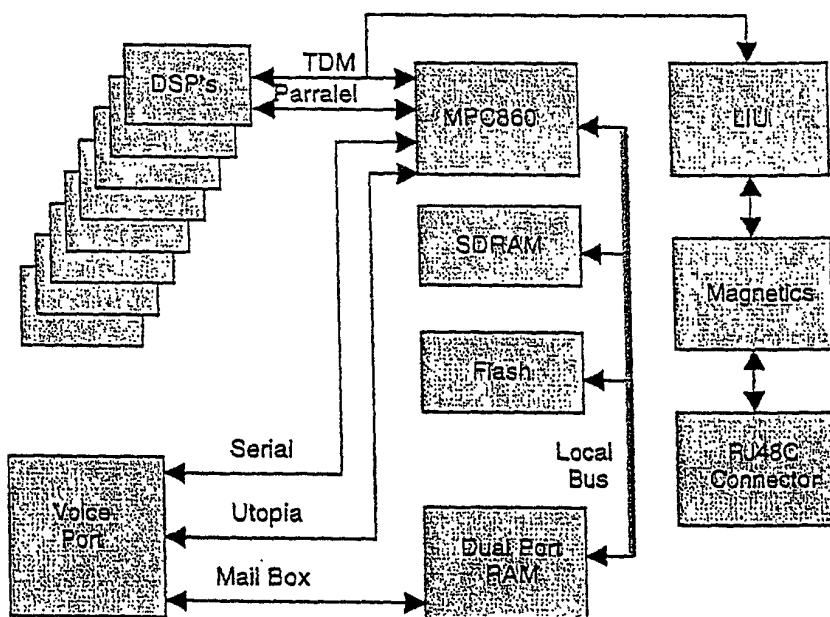 TDM
DSP's
Parralel
MPC860
LIU
SDRAM
Magnetics
Flash
Serial
Local
Bus
RJ48C
Connector
Voice
Port
Utopia
Dual Port
RAM
Mail Box